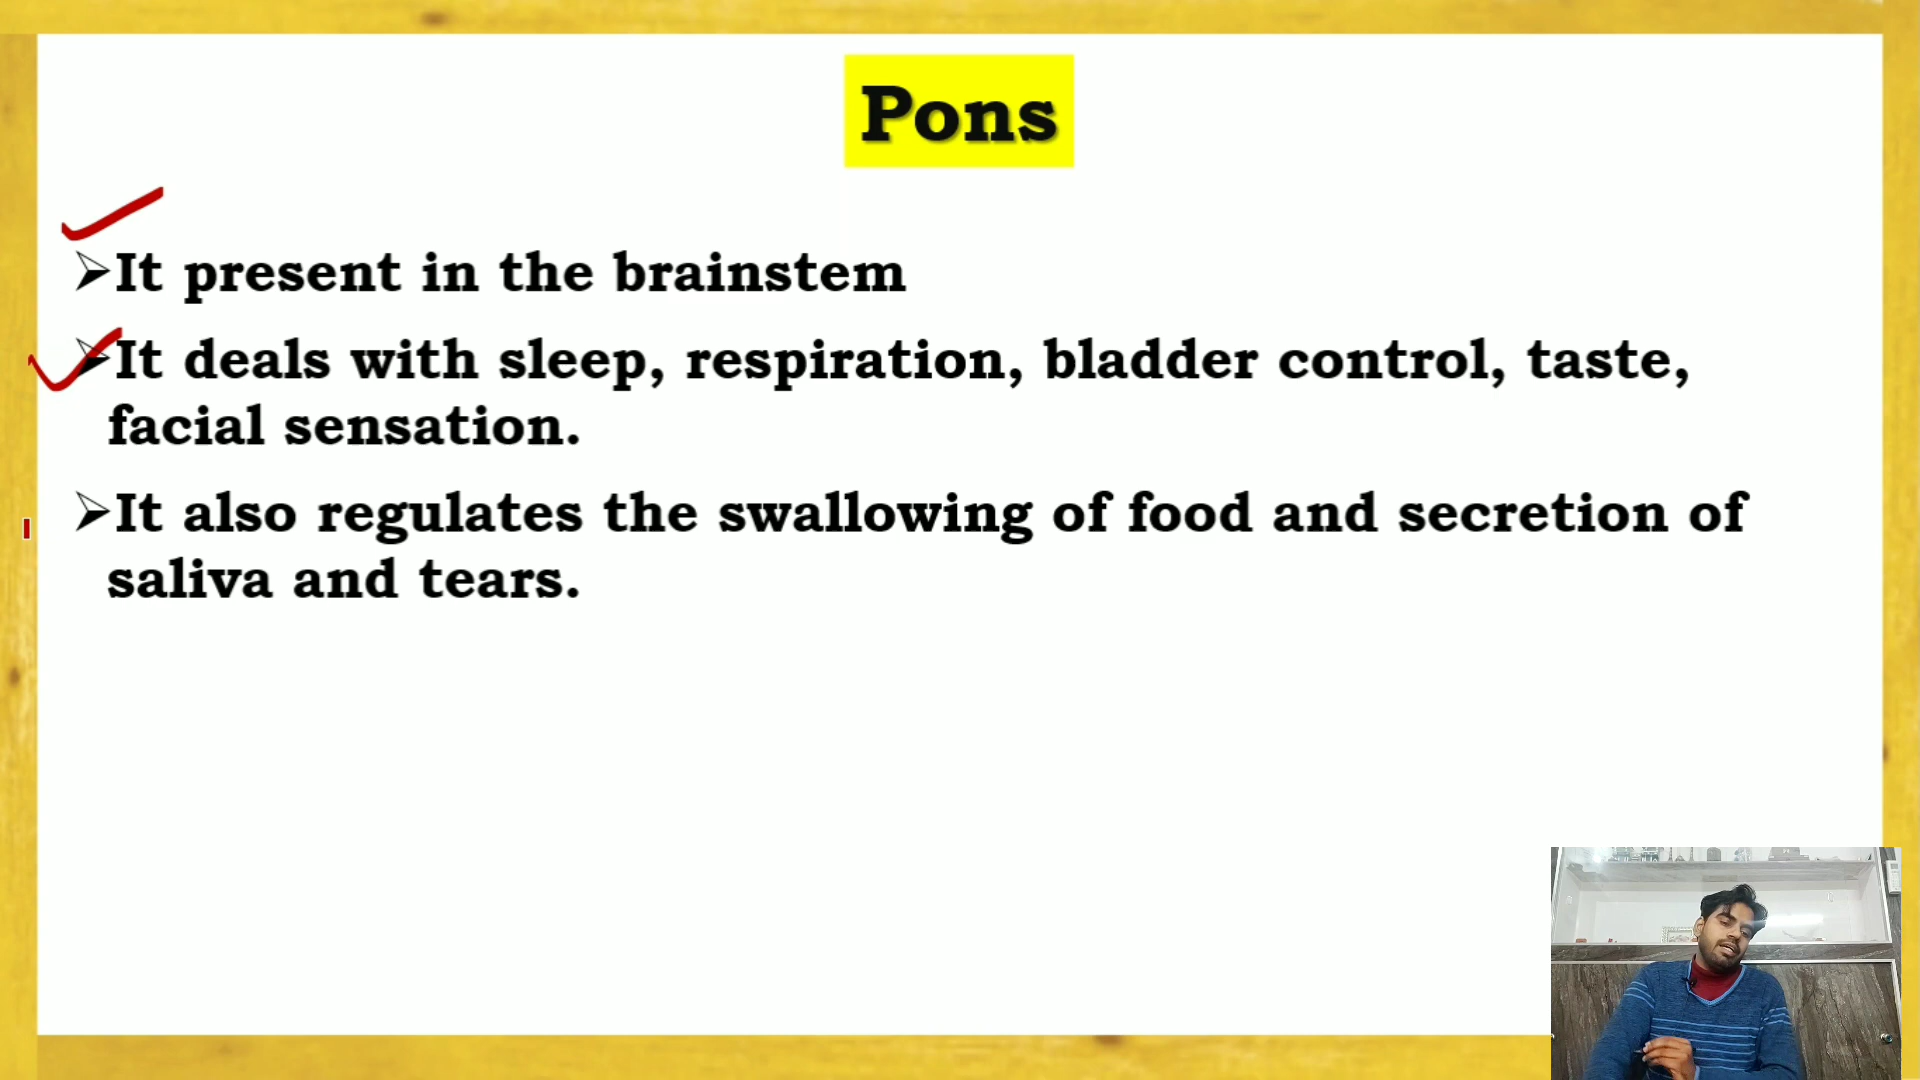 Pons
It present in the brainstem
It deals with sleep, respiration, bladder control, taste,
facial sensation.
It also regulates the swallowing of food and secretion of
saliva and tears.